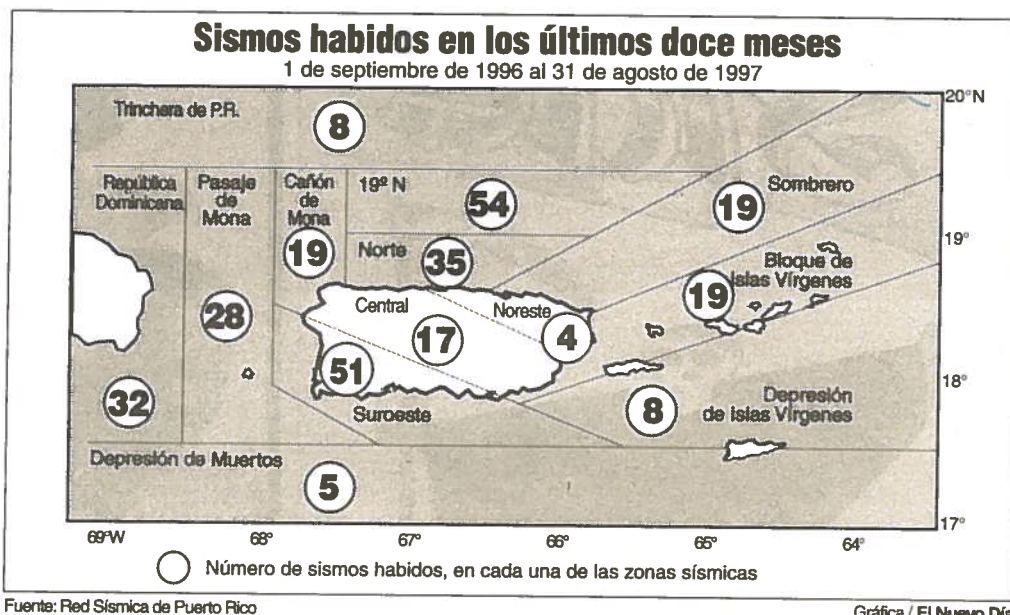 Sismos habidos en los últimos doce meses
1 de septiembre de 1996 al 31 de agosto de 1997
20°N
Trinchera de P.R.
8
República
Dominicana
Pasaje
de
Mona
Cañón
de
Mona
19º N
54
Sombrero
19
19°
19
Norte
35
Bloque de
Islas Vírgenes
19
Central
Noreste
28
17
4
51
18°
32
Suroeste
8
Depresión
de Islas Vírgenes
Depresión de Muertos
5
17°
69°W
68°
67°
66°
65°
64°
Número de sismos habidos, en cada una de las zonas sísmicas
Fuente: Red Sísmica de Puerto Rico
Gráfica / El Nuevo Día